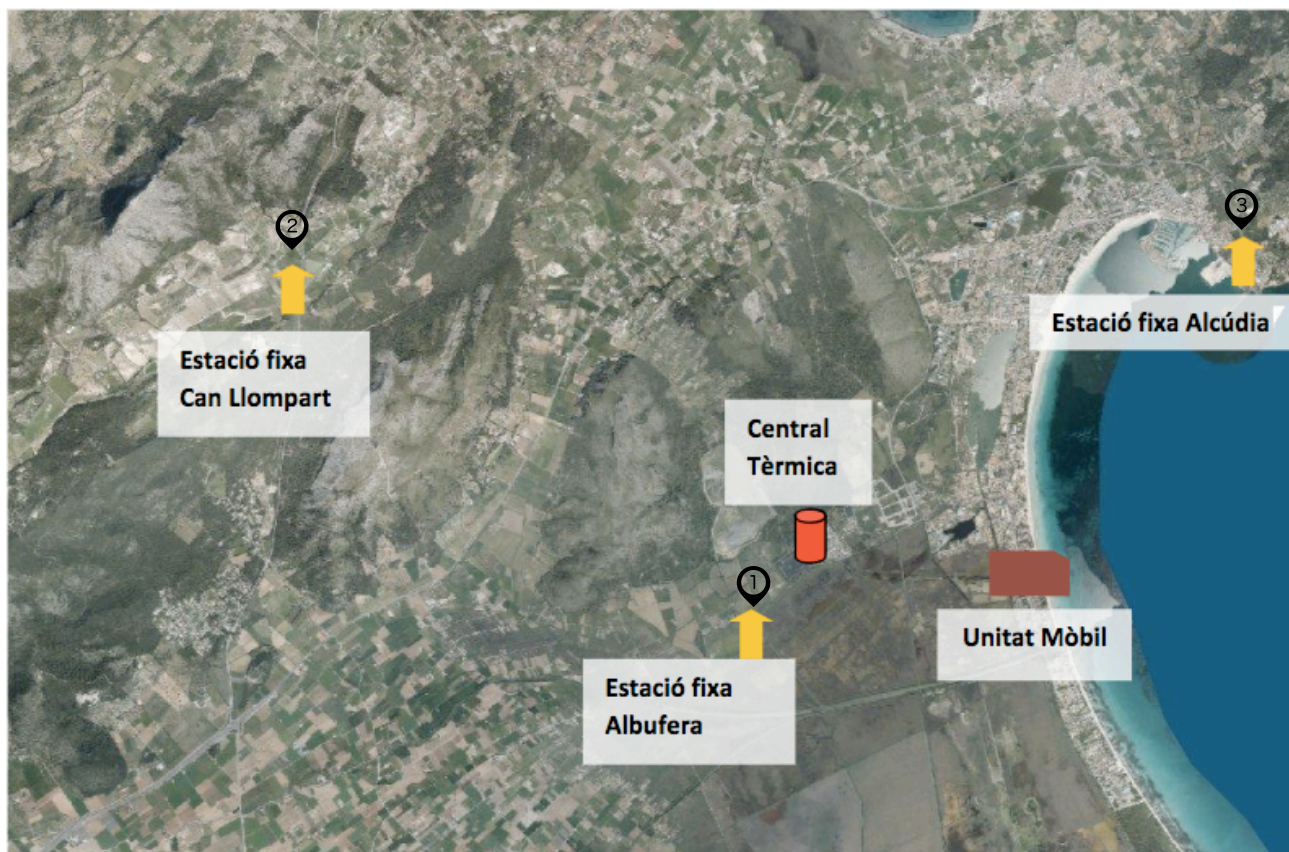 2
3
Estació fixa Alcúdia
Estació fixa
Can Llompart
Central
Tèrmica
1
Unitat Mòbil
Estació fixa
Albufera